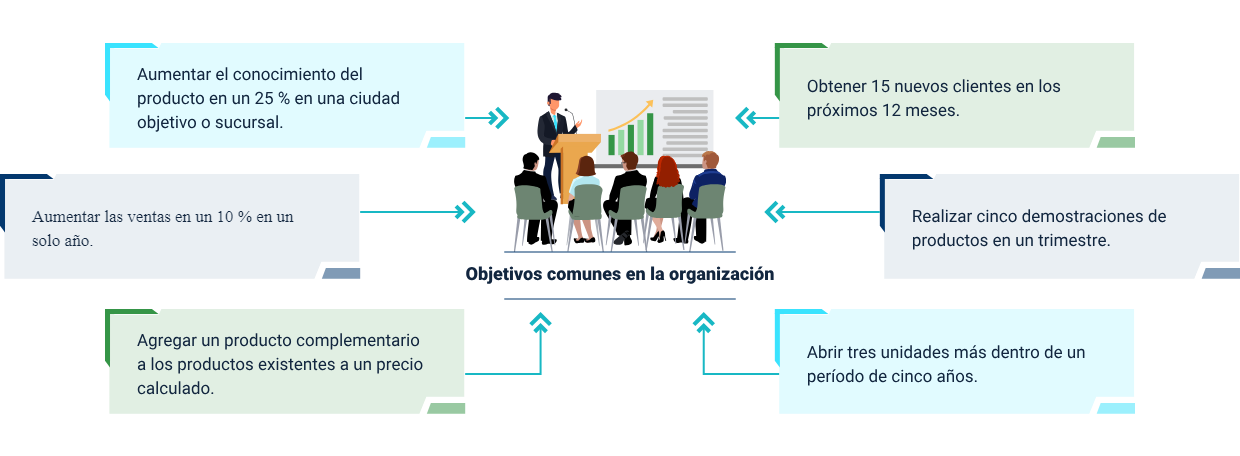 Aumentar el conocimiento del
producto en un 25 % en una ciudad
objetivo o sucursal.
Obtener 15 nuevos clientes en los
próximos 12 meses.
Aumentar las ventas en un 10 % en un
solo año.
Realizar cinco demostraciones de
productos en un trimestre.
Objetivos comunes en la organización
Agregar un producto complementario
a los productos existentes a un precio
calculado.
Abrir tres unidades más dentro de un
período de cinco años.